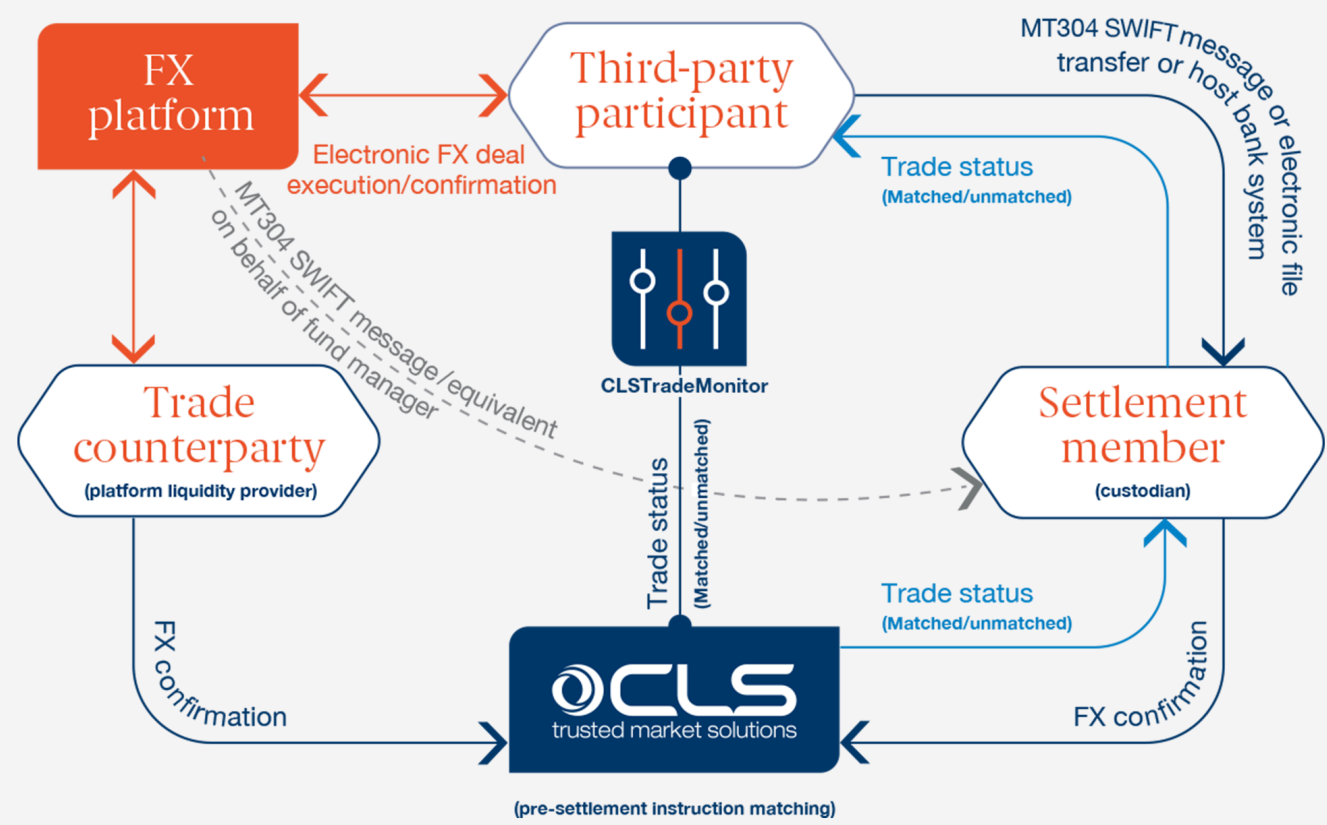 FX
platform
Third-party
participant
MT304 SWIFT message or electronic file
transfer or host bank system
Electronic FX deal
execution/confirmation
Trade status
(Matched/unmatched)
MT304 SWIFT message/equivalent
on behalf of fund manager
CLSTradeMonitor
Trade
counterparty
(platform liquidity provider)
Settlement
member
(custodian)
Trade status
(Matched/unmatched)
Trade status
(Matched/unmatched)
FX confirmation
CLS
trusted market solutions
FX confirmation
(pre-settlement instruction matching)